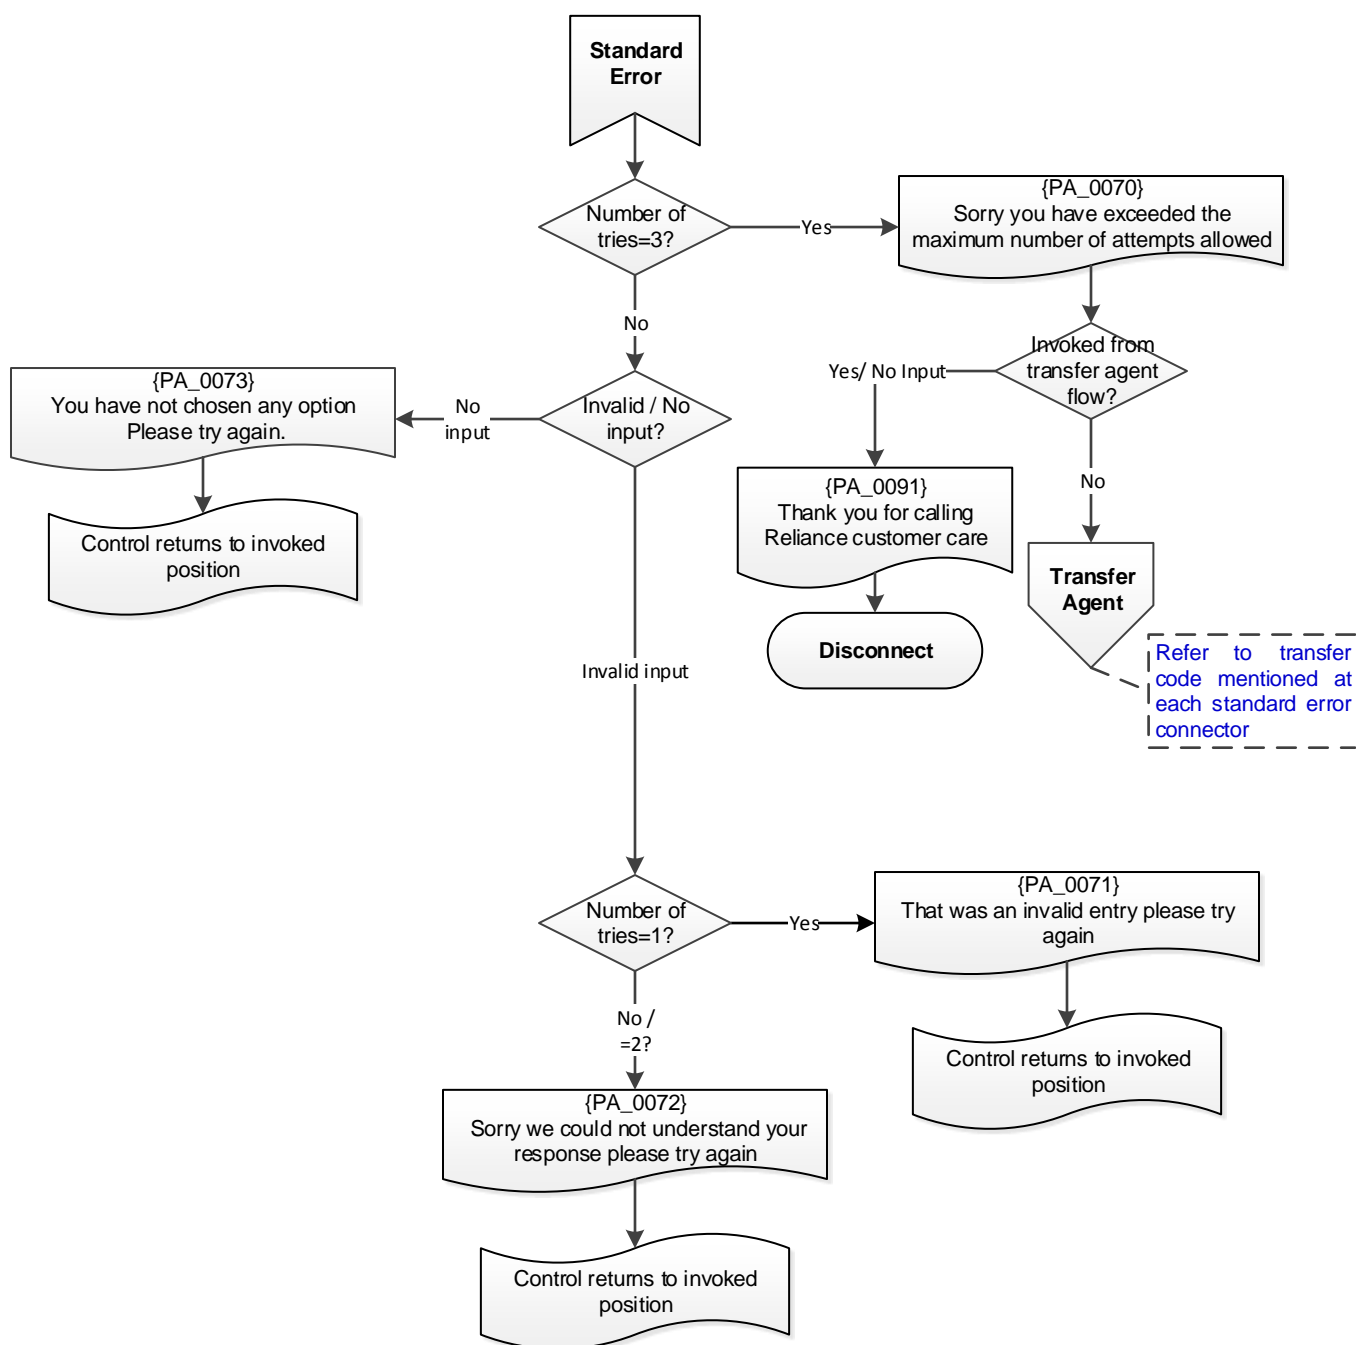 Standard
Error
Number of
tries=3?
Yes
{PA_0070}
Sorry you have exceeded the
maximum number of attempts allowed
No
Invoked from
transfer agent
flow?
Yes/ No Input
No
{PA_0073}
You have not chosen any option
Please try again.
No
input
Invalid / No
input?
Control returns to invoked
position
{PA_0091}
Thank you for calling
Reliance customer care
Disconnect
Transfer
Agent
Refer to transfer
code mentioned at
each standard error
connector
Invalid input
Number of
tries=1?
Yes
{PA_0071}
That was an invalid entry please try
again
Control returns to invoked
position
No /
=2?
{PA_0072}
Sorry we could not understand your
response please try again
Control returns to invoked
position